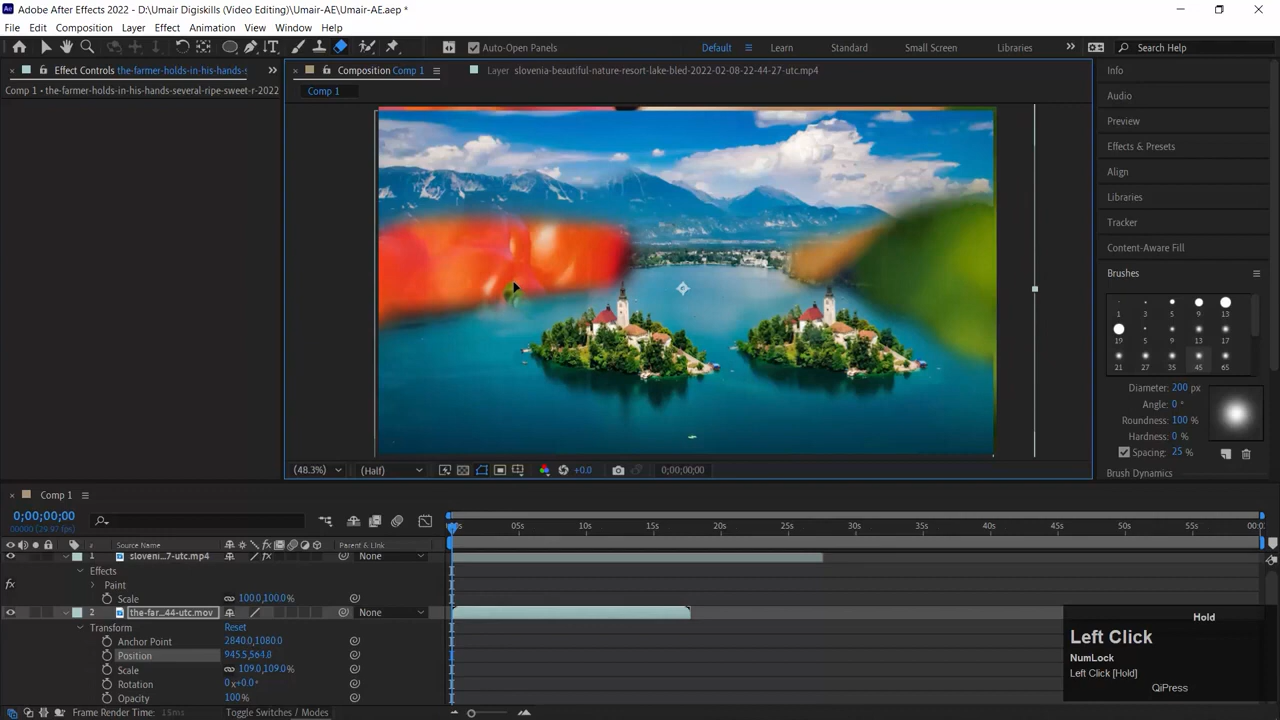 Adobe After Effects 2022 - D:\Umair Digiskills (Video Editing)\Umair-AE\Umair-AE.aep *
File Edit Composition Layer Effect Animation View Window Help
Auto-Open Panels
Default Learn Standard Small Screen Libraries Search Help
Effect Controls the-farmer-holds-in-his-hands-
Comp 1 • the-farmer-holds-in-his-hands-several-ripe-sweet-r-2022
Composition Comp 1
Layer slovenia-beautiful-nature-resort-lake-bled-2022-02-08-22-44-27-utc.mp4
Comp 1
(48.3%) (Half) +0.0 0;00;00;00
Info
Audio
Preview
Effects & Presets
Align
Libraries
Tracker
Content-Aware Fill
Brushes
1 3 5 9 13
19 5 9 13 17
21 27 35 45 65
Diameter: 200 px
Angle: 0 °
Roundness: 100 %
Hardness: 0 %
Spacing: 25 %
Brush Dynamics
Comp 1
0;00;00;00
00000 (29.97 fps)
# Source Name Parent & Link
05s 10s 15s 20s 25s 30s 35s 40s 45s 50s 55s
1 sloveni...7-utc.mp4 None
Effects
fx Paint
Scale 100.0,100.0%
2 the-far...44-utc.mov None
Transform Reset
Anchor Point 2840.0,1080.0
Position 945.5,564.8
Scale 109.0,109.0%
Rotation 0x+0.0°
Opacity 100%
Frame Render Time: 15ms Toggle Switches / Modes
Hold
Left Click
NumLock
Left Click [Hold]
QiPress